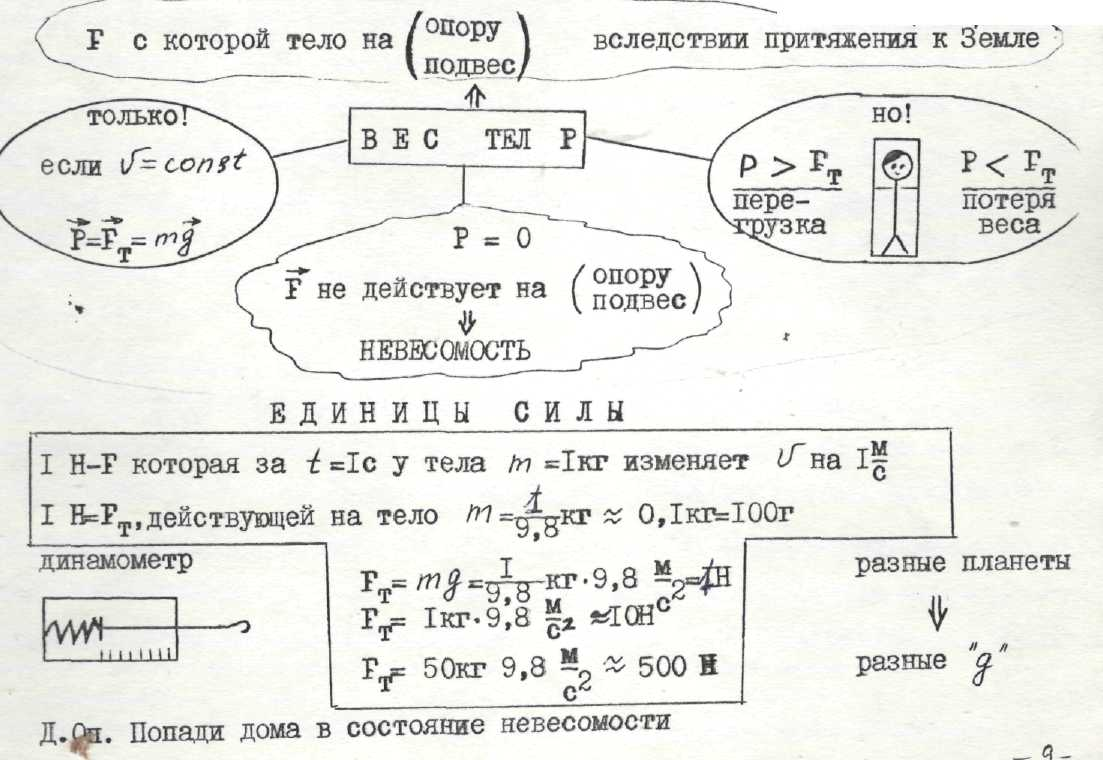 F с которой тело на (опору
подвес) вследствии притяжения к Земле
ВЕС ТЕЛ P
только!
если v = const
P=Fт= mg
но!
P > Fт
пере-
грузка
P < Fт
потеря
веса
P = 0
F не действует на (опору
подвес)
⇓
НЕВЕСОМОСТЬ
ЕДИНИЦЫ СИЛЫ
I Н-F которая за t =Iс у тела m =Iкг изменяет v на I м/с
I Н=Fт,действующей на тело m = 1/9,8 кг ≈ 0,Iкг=I00г
динамометр
Fт= mg = I/9,8 кг·9,8 м/с2=1Н
Fт= Iкг·9,8 м/с2 ≈I0Н
Fт= 50кг 9,8 м/с2 ≈ 500 Н
разные планеты
⇓
разные "g"
Д.Оп. Попади дома в состояние невесомости
- 9 -